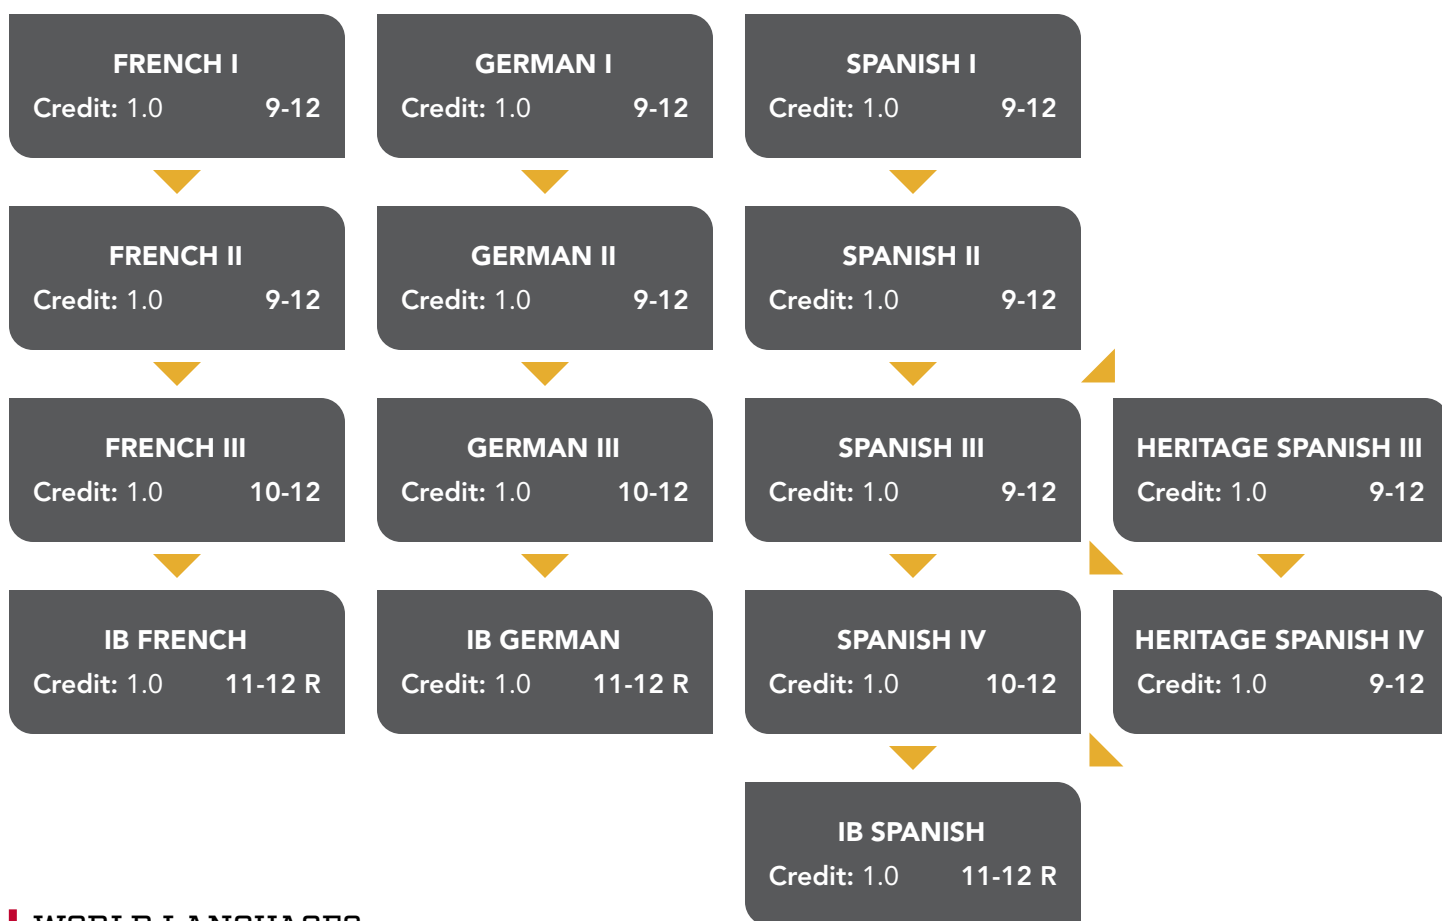 FRENCH I
Credit: 1.0 9-12
GERMAN I
Credit: 1.0 9-12
SPANISH I
Credit: 1.0 9-12
FRENCH II
Credit: 1.0 9-12
GERMAN II
Credit: 1.0 9-12
SPANISH II
Credit: 1.0 9-12
FRENCH III
Credit: 1.0 10-12
GERMAN III
Credit: 1.0 10-12
SPANISH III
Credit: 1.0 9-12
HERITAGE SPANISH III
Credit: 1.0 9-12
IB FRENCH
Credit: 1.0 11-12 R
IB GERMAN
Credit: 1.0 11-12 R
SPANISH IV
Credit: 1.0 10-12
HERITAGE SPANISH IV
Credit: 1.0 9-12
IB SPANISH
Credit: 1.0 11-12 R
WORLD LANGUAGES